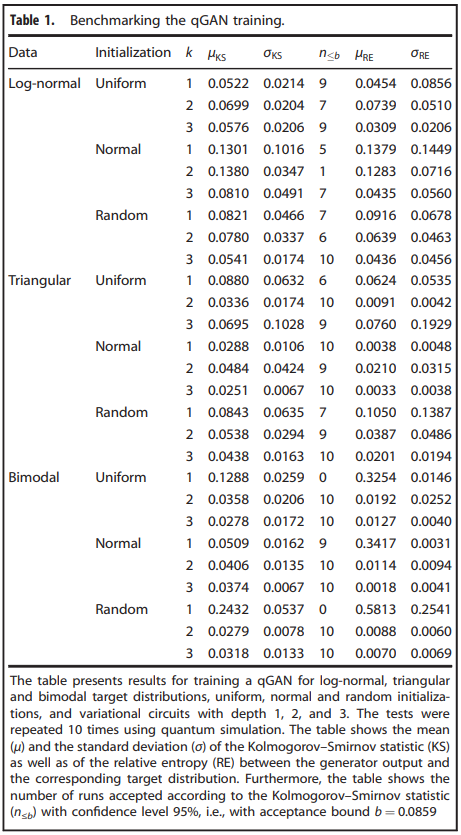 Table 1. Benchmarking the qGAN training.
Data Initialization k μKS σKS n≤b μRE σRE
Log-normal Uniform 1 0.0522 0.0214 9 0.0454 0.0856
2 0.0699 0.0204 7 0.0739 0.0510
3 0.0576 0.0206 9 0.0309 0.0206
Normal 1 0.1301 0.1016 5 0.1379 0.1449
2 0.1380 0.0347 1 0.1283 0.0716
3 0.0810 0.0491 7 0.0435 0.0560
Random 1 0.0821 0.0466 7 0.0916 0.0678
2 0.0780 0.0337 6 0.0639 0.0463
3 0.0541 0.0174 10 0.0436 0.0456
Triangular Uniform 1 0.0880 0.0632 6 0.0624 0.0535
2 0.0336 0.0174 10 0.0091 0.0042
3 0.0695 0.1028 9 0.0760 0.1929
Normal 1 0.0288 0.0106 10 0.0038 0.0048
2 0.0484 0.0424 9 0.0210 0.0315
3 0.0251 0.0067 10 0.0033 0.0038
Random 1 0.0843 0.0635 7 0.1050 0.1387
2 0.0538 0.0294 9 0.0387 0.0486
3 0.0438 0.0163 10 0.0201 0.0194
Bimodal Uniform 1 0.1288 0.0259 0 0.3254 0.0146
2 0.0358 0.0206 10 0.0192 0.0252
3 0.0278 0.0172 10 0.0127 0.0040
Normal 1 0.0509 0.0162 9 0.3417 0.0031
2 0.0406 0.0135 10 0.0114 0.0094
3 0.0374 0.0067 10 0.0018 0.0041
Random 1 0.2432 0.0537 0 0.5813 0.2541
2 0.0279 0.0078 10 0.0088 0.0060
3 0.0318 0.0133 10 0.0070 0.0069
The table presents results for training a qGAN for log-normal, triangular
and bimodal target distributions, uniform, normal and random initializa-
tions, and variational circuits with depth 1, 2, and 3. The tests were
repeated 10 times using quantum simulation. The table shows the mean
(μ) and the standard deviation (σ) of the Kolmogorov–Smirnov statistic (KS)
as well as of the relative entropy (RE) between the generator output and
the corresponding target distribution. Furthermore, the table shows the
number of runs accepted according to the Kolmogorov–Smirnov statistic
(n≤b) with confidence level 95%, i.e., with acceptance bound b = 0.0859